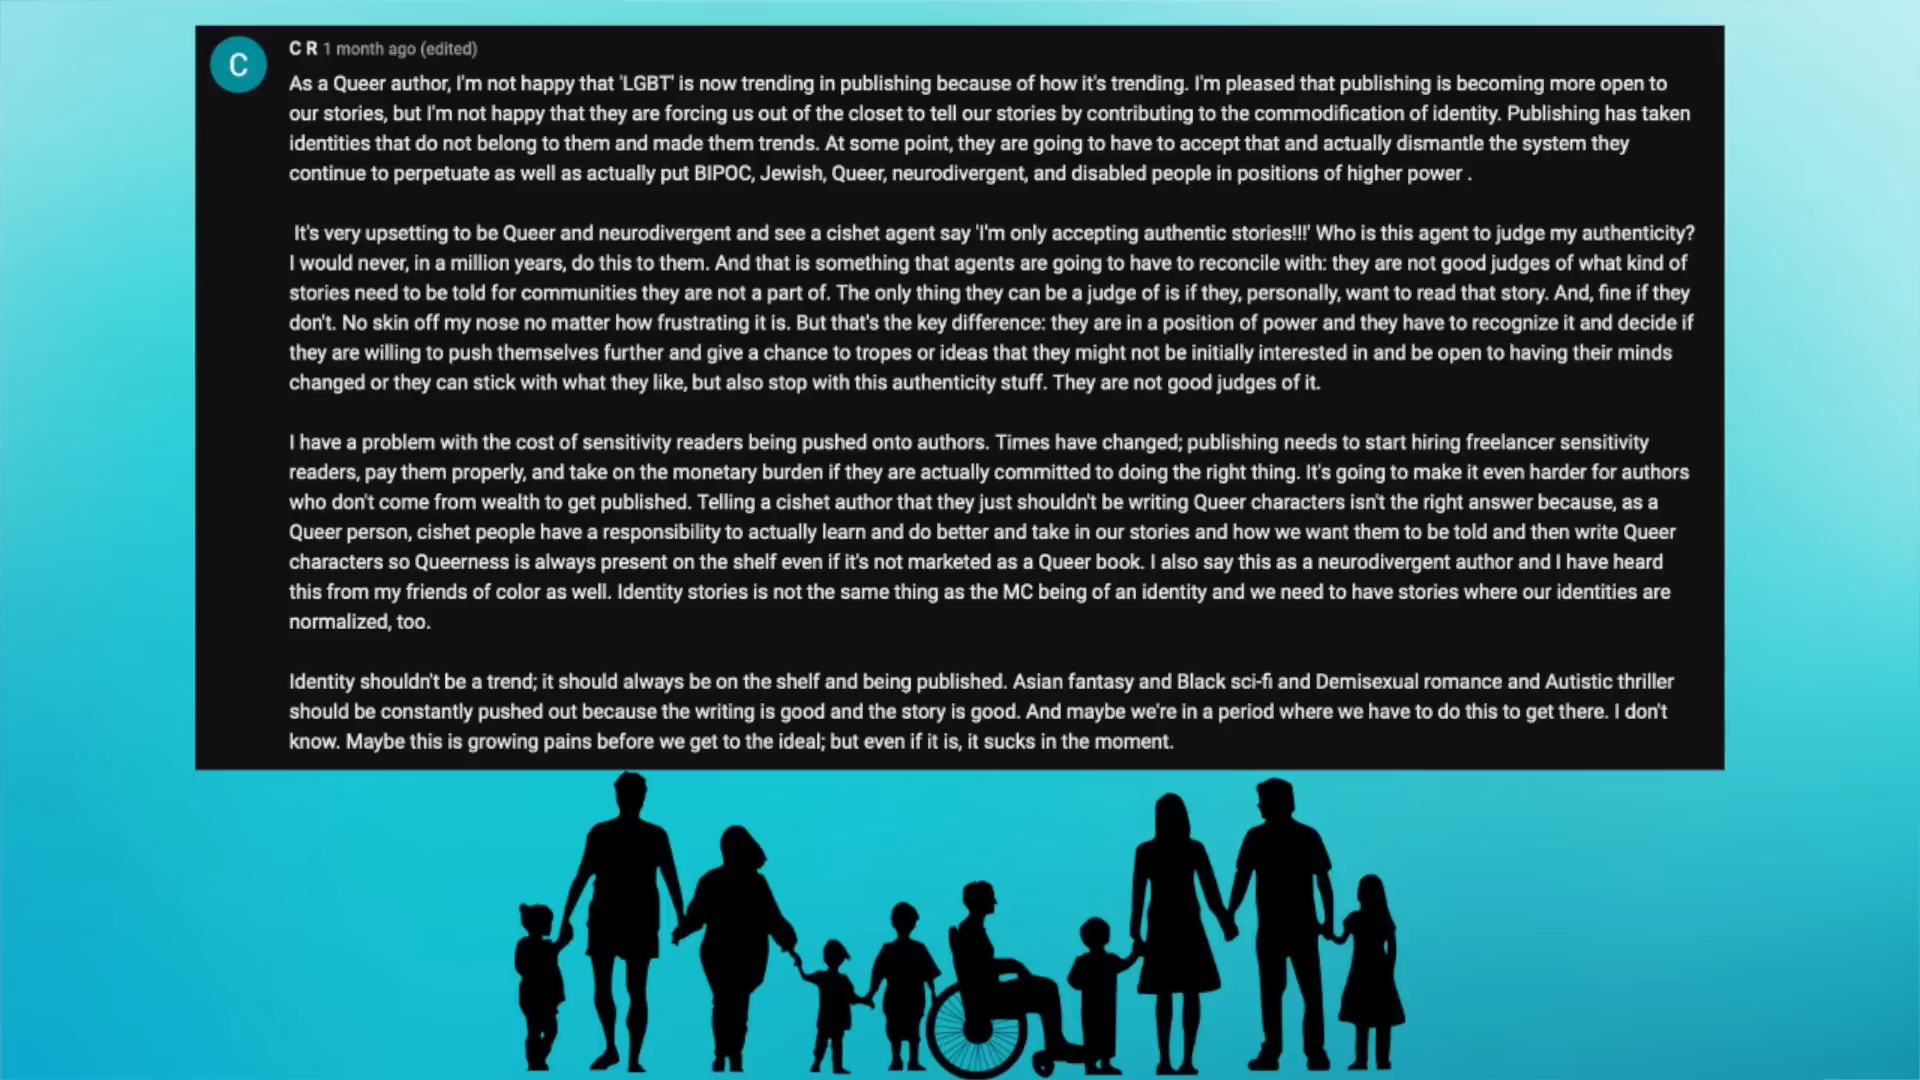 C
C R 1 month ago (edited)
As a Queer author, I'm not happy that 'LGBT' is now trending in publishing because of how it's trending. I'm pleased that publishing is becoming more open to
our stories, but I'm not happy that they are forcing us out of the closet to tell our stories by contributing to the commodification of identity. Publishing has taken
identities that do not belong to them and made them trends. At some point, they are going to have to accept that and actually dismantle the system they
continue to perpetuate as well as actually put BIPOC, Jewish, Queer, neurodivergent, and disabled people in positions of higher power .
It's very upsetting to be Queer and neurodivergent and see a cishet agent say 'I'm only accepting authentic stories!!!' Who is this agent to judge my authenticity?
I would never, in a million years, do this to them. And that is something that agents are going to have to reconcile with: they are not good judges of what kind of
stories need to be told for communities they are not a part of. The only thing they can be a judge of is if they, personally, want to read that story. And, fine if they
don't. No skin off my nose no matter how frustrating it is. But that's the key difference: they are in a position of power and they have to recognize it and decide if
they are willing to push themselves further and give a chance to tropes or ideas that they might not be initially interested in and be open to having their minds
changed or they can stick with what they like, but also stop with this authenticity stuff. They are not good judges of it.
I have a problem with the cost of sensitivity readers being pushed onto authors. Times have changed; publishing needs to start hiring freelancer sensitivity
readers, pay them properly, and take on the monetary burden if they are actually committed to doing the right thing. It's going to make it even harder for authors
who don't come from wealth to get published. Telling a cishet author that they just shouldn't be writing Queer characters isn't the right answer because, as a
Queer person, cishet people have a responsibility to actually learn and do better and take in our stories and how we want them to be told and then write Queer
characters so Queerness is always present on the shelf even if it's not marketed as a Queer book. I also say this as a neurodivergent author and I have heard
this from my friends of color as well. Identity stories is not the same thing as the MC being of an identity and we need to have stories where our identities are
normalized, too.
Identity shouldn't be a trend; it should always be on the shelf and being published. Asian fantasy and Black sci-fi and Demisexual romance and Autistic thriller
should be constantly pushed out because the writing is good and the story is good. And maybe we're in a period where we have to do this to get there. I don't
know. Maybe this is growing pains before we get to the ideal; but even if it is, it sucks in the moment.